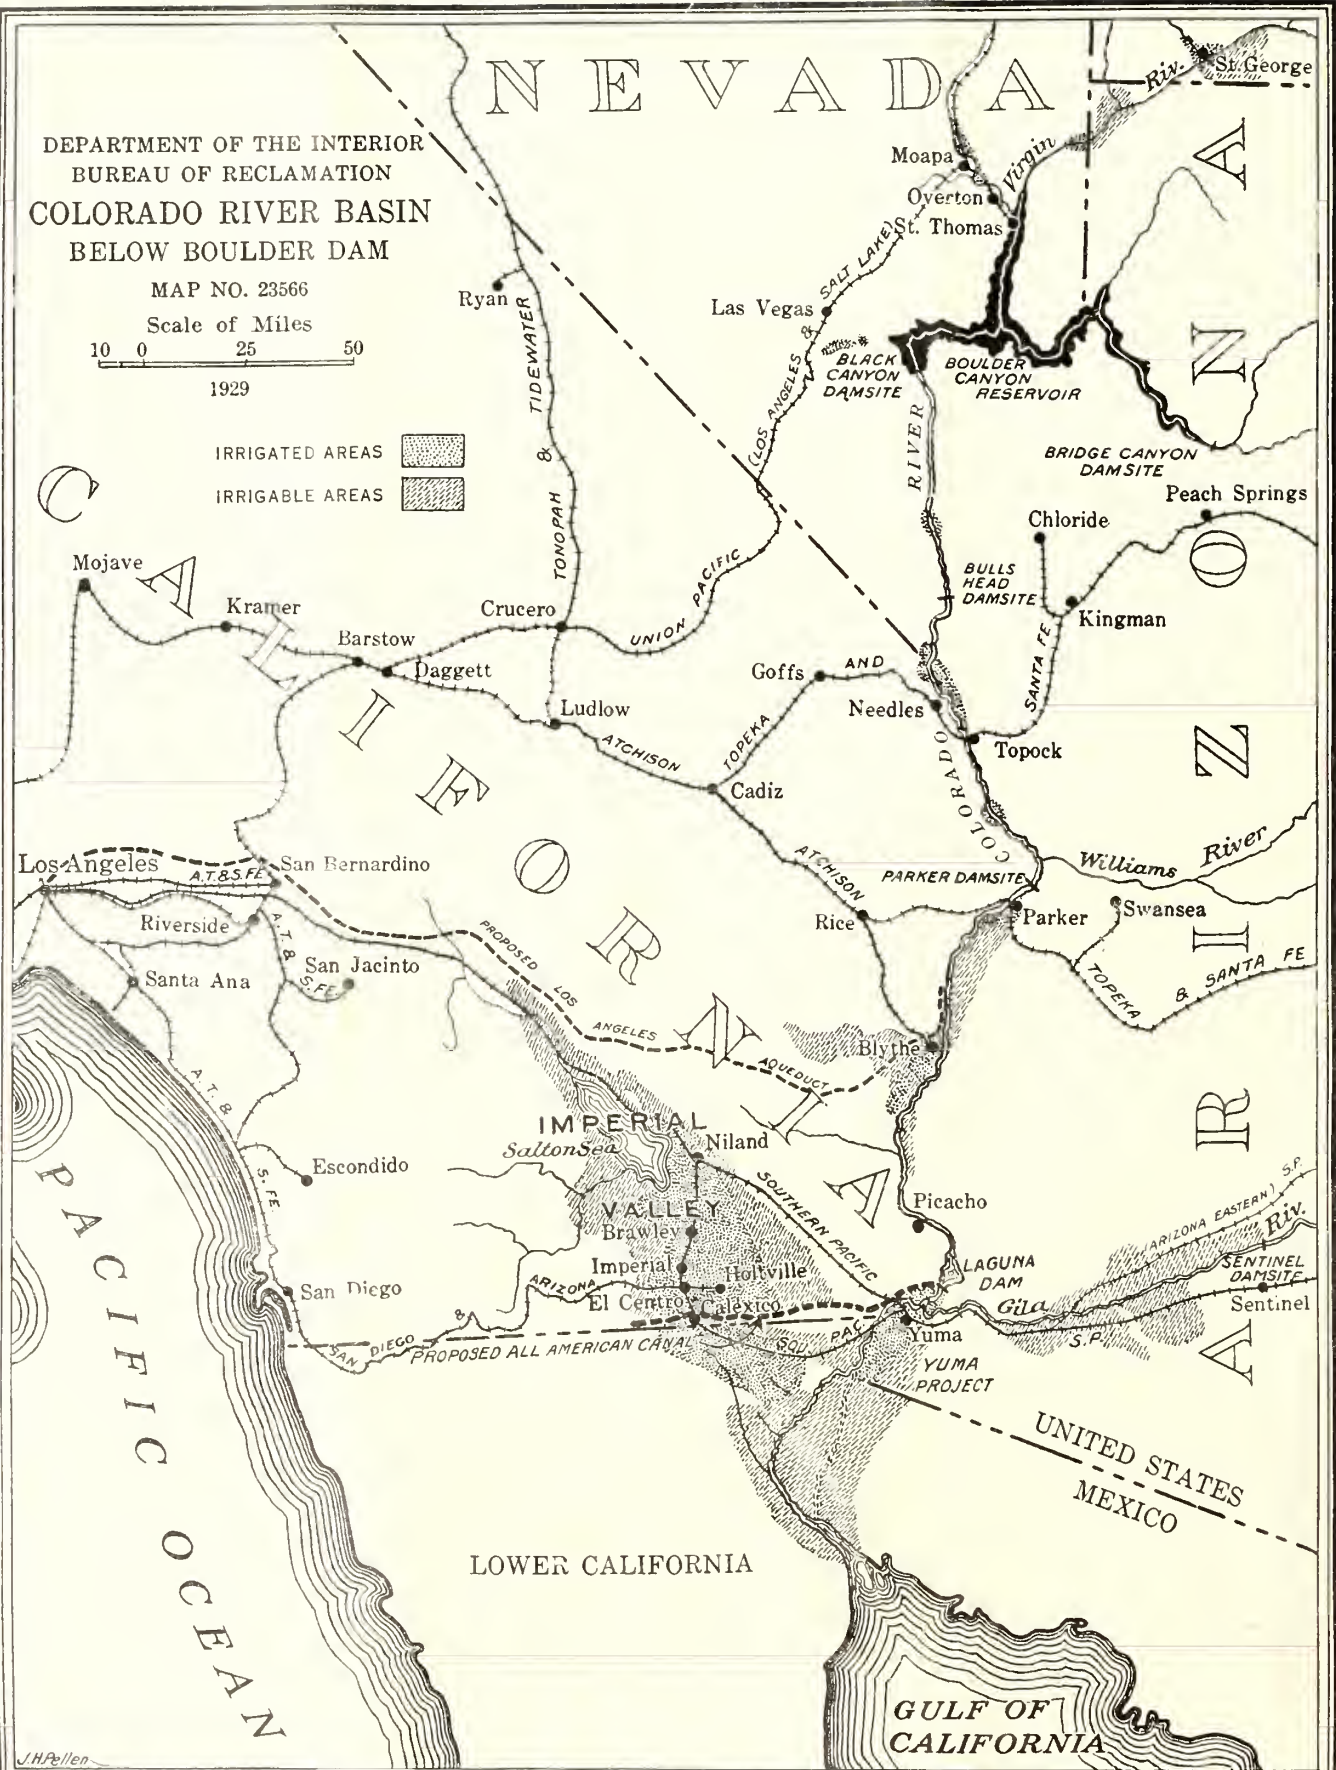 NEVADA
DEPARTMENT OF THE INTERIOR
BUREAU OF RECLAMATION
COLORADO RIVER BASIN
BELOW BOULDER DAM
MAP NO. 23566
Scale of Miles
10 0 25 50
1929
IRRIGATED AREAS
IRRIGABLE AREAS
CALIFORNIA
ARIZONA
St. George
Virgin
Riv.
Moapa
Overton
St. Thomas
Las Vegas
(LOS ANGELES & SALT LAKE)
UNION PACIFIC
Ryan
TONOPAH & TIDEWATER
BLACK
CANYON
DAMSITE
BOULDER
CANYON
RESERVOIR
BRIDGE CANYON
DAMSITE
Peach Springs
Chloride
BULLS
HEAD
DAMSITE
Kingman
SANTA FE
COLORADO
RIVER
Mojave
Kramer
Barstow
Daggett
Crucero
Ludlow
Goffs
Needles
Topock
Cadiz
ATCHISON
TOPEKA
AND
Williams
River
PARKER DAMSITE
Parker
Swansea
Rice
ATCHISON
TOPEKA
& SANTA FE
Los Angeles
A.T.&S.FE
San Bernardino
Riverside
A.T. &
S.FE
San Jacinto
Santa Ana
PROPOSED
LOS
ANGELES
AQUEDUCT
Blythe
A.T. &
S. FE
Escondido
IMPERIAL
Salton Sea
Niland
VALLEY
Brawley
Imperial
El Centro
Holtville
Calexico
SOUTHERN PACIFIC
Picacho
LAGUNA
DAM
(ARIZONA EASTERN)
S.P.
Gila
Riv.
SENTINEL
DAMSITE
Sentinel
S.P.
Yuma
SOU. PAC.
YUMA
PROJECT
San Diego
SAN DIEGO
&
ARIZONA
PROPOSED ALL AMERICAN CANAL
UNITED STATES
MEXICO
LOWER CALIFORNIA
PACIFIC OCEAN
GULF OF
CALIFORNIA
J.H.Pellen